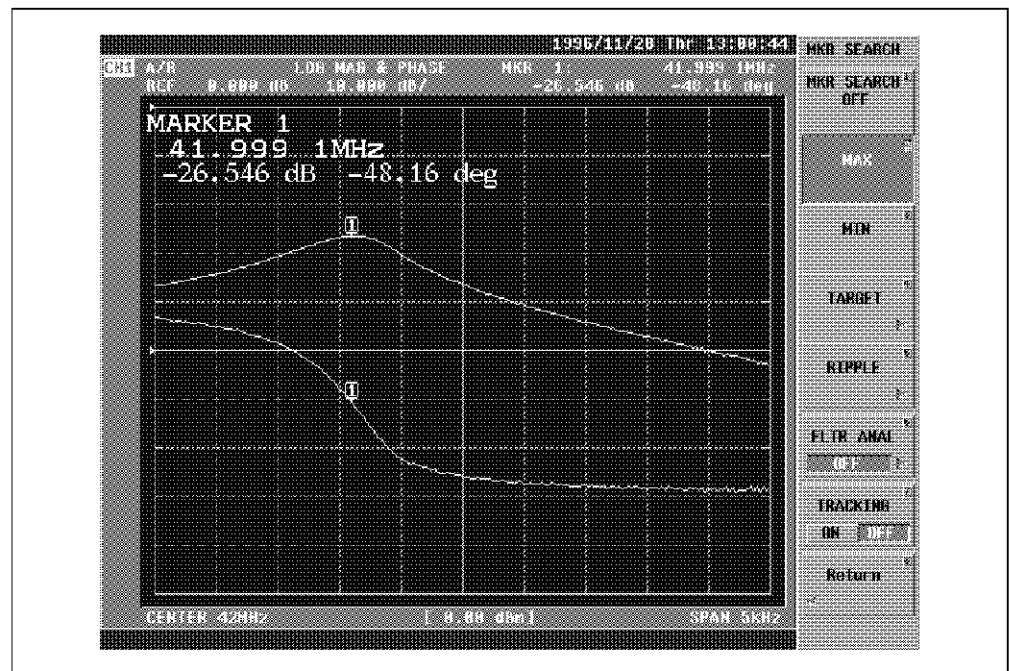 1996/11/20 Thr 13:00:44
CH1 A/R LOG MAG & PHASE MKR 1: 41.999 1MHz
REF 0.000 dB 10.000 dB/ -26.546 dB -48.16 deg
MARKER 1
41.999 1MHz
-26.546 dB -48.16 deg
1
1
CENTER 42MHz [ 0.00 dBm] SPAN 5kHz
MKR SEARCH
MKR SEARCH
OFF
MAX
MIN
TARGET
RIPPLE
FLTR ANAL
OFF
TRACKING
ON OFF
Return